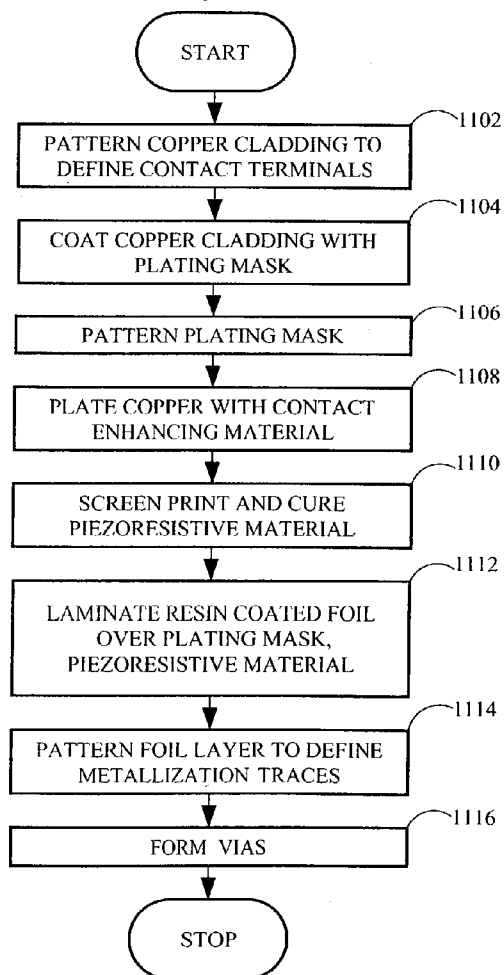 START
1102
PATTERN COPPER CLADDING TO
DEFINE CONTACT TERMINALS
1104
COAT COPPER CLADDING WITH
PLATING MASK
1106
PATTERN PLATING MASK
1108
PLATE COPPER WITH CONTACT
ENHANCING MATERIAL
1110
SCREEN PRINT AND CURE
PIEZORESISTIVE MATERIAL
1112
LAMINATE RESIN COATED FOIL
OVER PLATING MASK,
PIEZORESISTIVE MATERIAL
1114
PATTERN FOIL LAYER TO DEFINE
METALLIZATION TRACES
1116
FORM VIAS
STOP